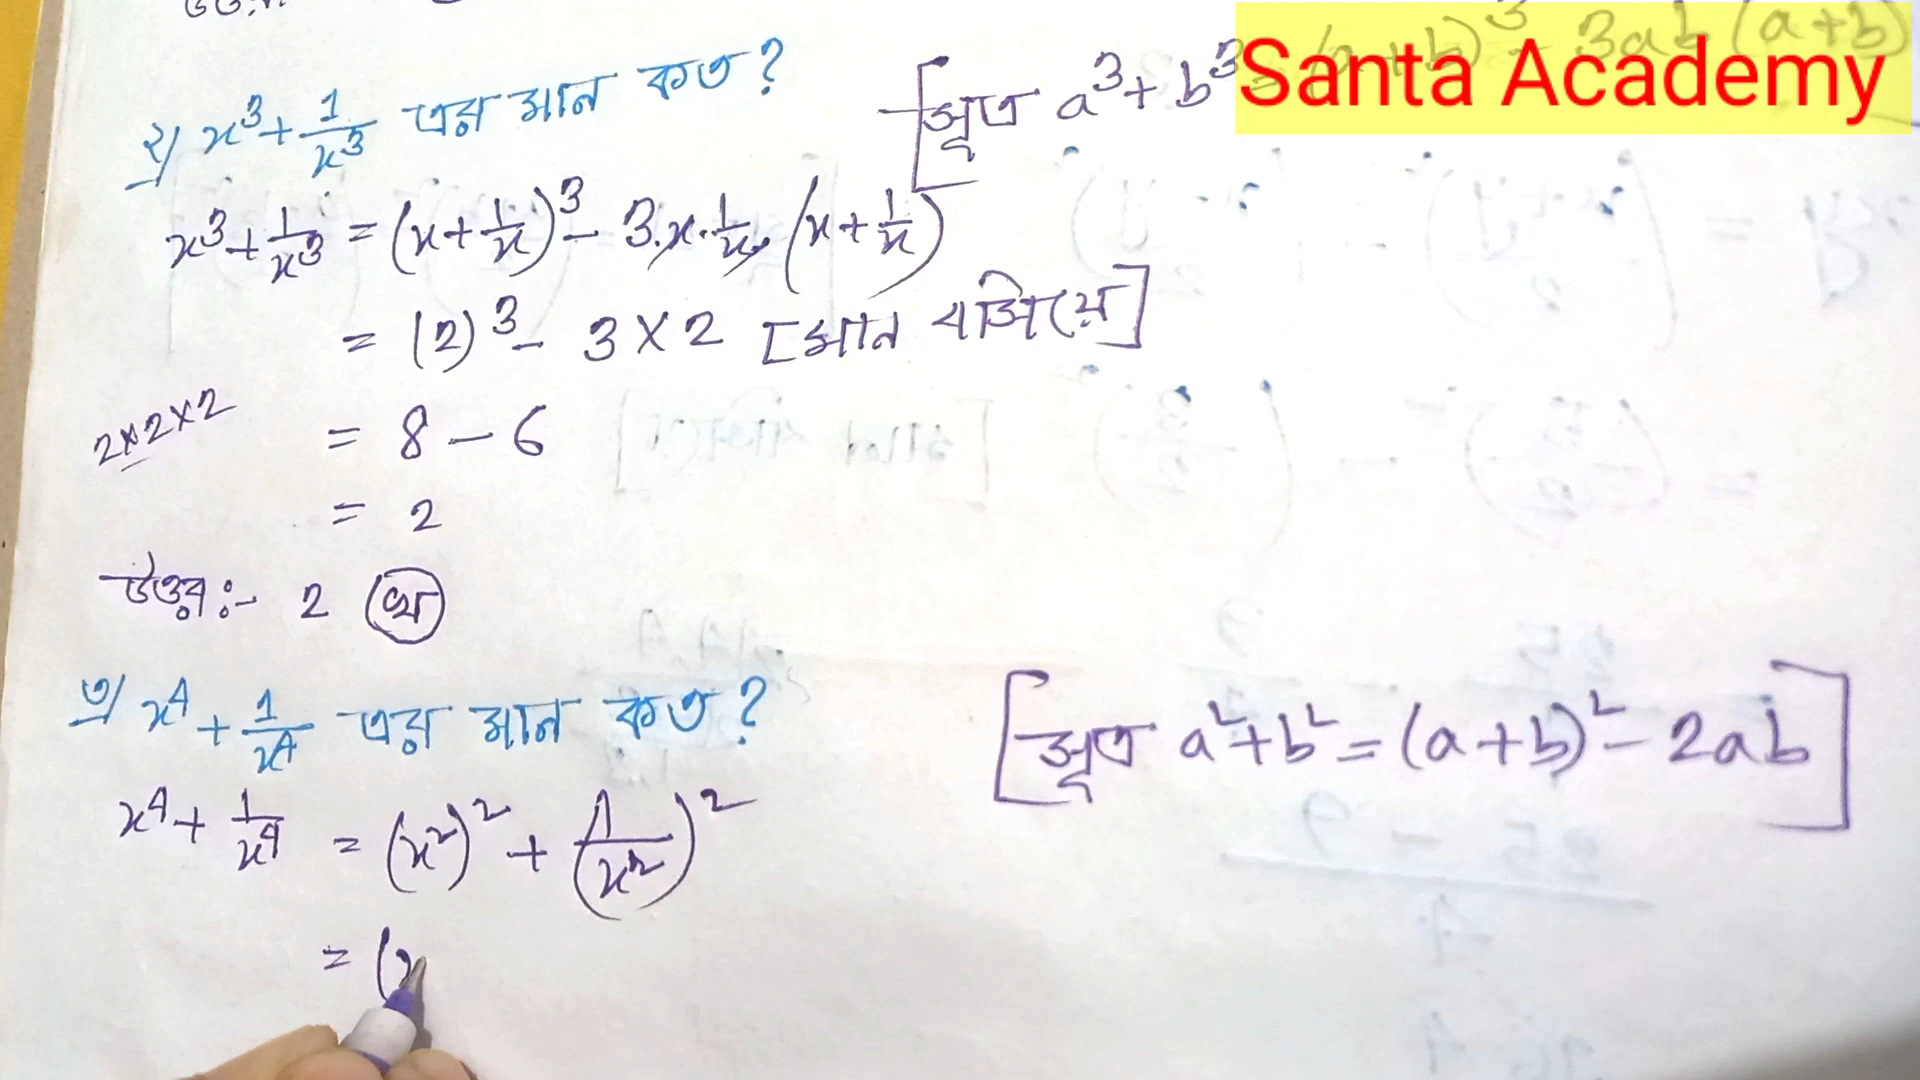 ২) x³ + 1/x³ এর মান কত?
[সূত্র a³ + b³ = (a+b)³ - 3ab(a+b)
Santa Academy
x³ + 1/x³ = (x + 1/x)³ - 3.x.1/x.(x + 1/x)
= (2)³ - 3 × 2 [মান বসিয়ে]
2×2×2
= 8 - 6
= 2
উত্তর :- 2 (খ)
৩) x⁴ + 1/x⁴ এর মান কত?
[সূত্র a² + b² = (a+b)² - 2ab]
x⁴ + 1/x⁴ = (x²)² + (1/x²)²
= (x